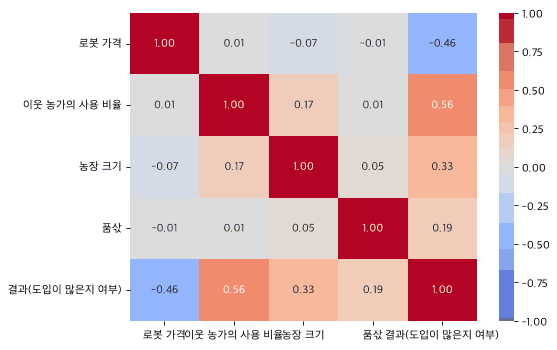 로봇 가격 1.00 0.01 -0.07 -0.01 -0.46
이웃 농가의 사용 비율 0.01 1.00 0.17 0.01 0.56
농장 크기 -0.07 0.17 1.00 0.05 0.33
품삯 -0.01 0.01 0.05 1.00 0.19
결과(도입이 많은지 여부) -0.46 0.56 0.33 0.19 1.00
로봇 가격 이웃 농가의 사용 비율 농장 크기 품삯 결과(도입이 많은지 여부)
1.00
0.75
0.50
0.25
0.00
-0.25
-0.50
-0.75
-1.00